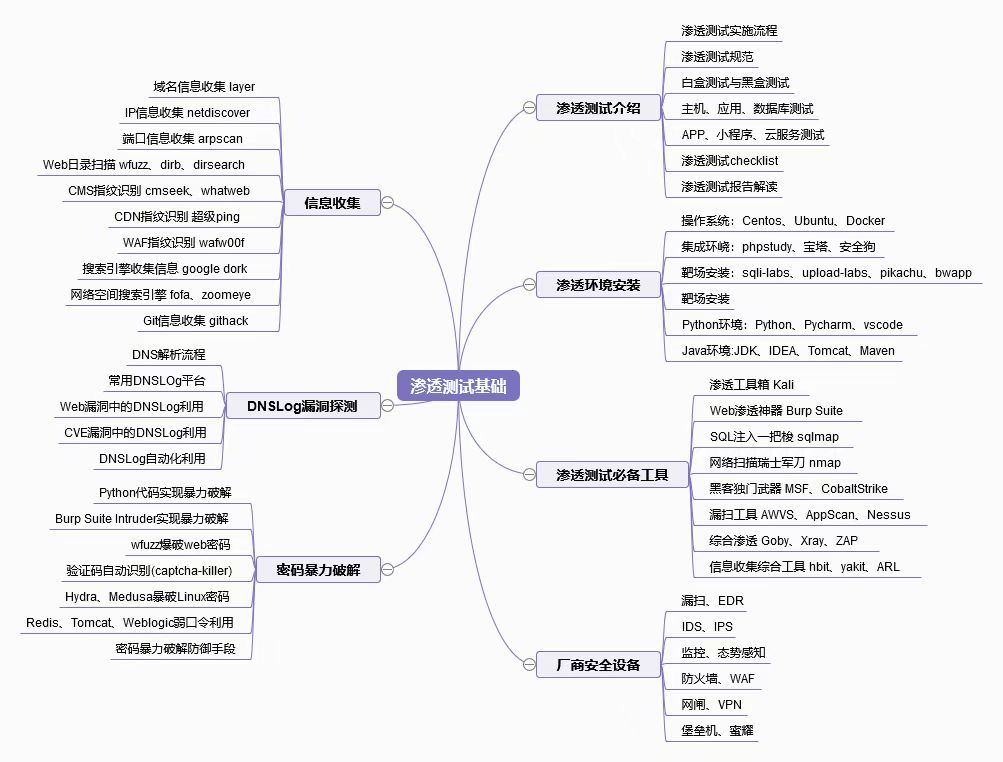 渗透测试基础
渗透测试介绍
渗透测试实施流程
渗透测试规范
白盒测试与黑盒测试
主机、应用、数据库测试
APP、小程序、云服务测试
渗透测试checklist
渗透测试报告解读
渗透环境安装
操作系统：Centos、Ubuntu、Docker
集成环峣：phpstudy、宝塔、安全狗
靶场安装：sqli-labs、upload-labs、pikachu、bwapp
靶场安装
Python环境：Python、Pycharm、vscode
Java环境:JDK、IDEA、Tomcat、Maven
渗透测试必备工具
渗透工具箱 Kali
Web渗透神器 Burp Suite
SQL注入一把梭 sqlmap
网络扫描瑞士军刀 nmap
黑客独门武器 MSF、CobaltStrike
漏扫工具 AWVS、AppScan、Nessus
综合渗透 Goby、Xray、ZAP
信息收集综合工具 hbit、yakit、ARL
厂商安全设备
漏扫、EDR
IDS、IPS
监控、态势感知
防火墙、WAF
网闸、VPN
堡垒机、蜜耀
信息收集
域名信息收集 layer
IP信息收集 netdiscover
端口信息收集 arpscan
Web日录扫描 wfuzz、dirb、dirsearch
CMS指纹识别 cmseek、whatweb
CDN指纹识别 超级ping
WAF指纹识别 wafw00f
搜索引擎收集信息 google dork
网络空间搜索引擎 fofa、zoomeye
Git信息收集 githack
DNSLog漏洞探测
DNS解析流程
常用DNSLOg平台
Web漏洞中的DNSLog利用
CVE漏洞中的DNSLog利用
DNSLog自动化利用
密码暴力破解
Python代码实现暴力破解
Burp Suite Intruder实现暴力破解
wfuzz爆破web密码
验证码自动识别(captcha-killer)
Hydra、Medusa暴破Linux密码
Redis、Tomcat、Weblogic弱口令利用
密码暴力破解防御手段